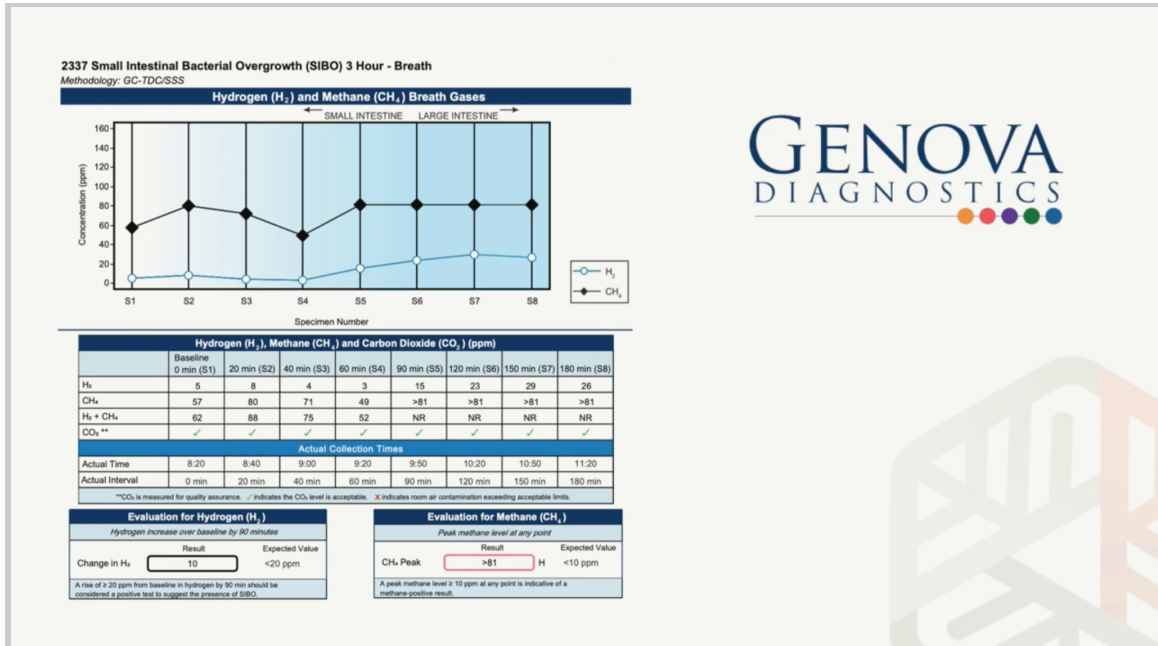 2337 Small Intestinal Bacterial Overgrowth (SIBO) 3 Hour - Breath
Methodology: GC-TDC/SSS
Hydrogen (H₂) and Methane (CH₄) Breath Gases
← SMALL INTESTINE LARGE INTESTINE →
Concentration (ppm)
160
140
120
100
80
60
40
20
0
S1 S2 S3 S4 S5 S6 S7 S8
Specimen Number
H₂
CH₄
GENOVA
DIAGNOSTICS
Hydrogen (H₂), Methane (CH₄) and Carbon Dioxide (CO₂) (ppm)
Baseline
0 min (S1) 20 min (S2) 40 min (S3) 60 min (S4) 90 min (S5) 120 min (S6) 150 min (S7) 180 min (S8)
H₂ 5 8 4 3 15 23 29 26
CH₄ 57 80 71 49 >81 >81 >81 >81
H₂ + CH₄ 62 88 75 52 NR NR NR NR
CO₂ ** ✓ ✓ ✓ ✓ ✓ ✓ ✓ ✓
Actual Collection Times
Actual Time 8:20 8:40 9:00 9:20 9:50 10:20 10:50 11:20
Actual Interval 0 min 20 min 40 min 60 min 90 min 120 min 150 min 180 min
**CO₂ is measured for quality assurance. ✓ indicates the CO₂ level is acceptable. X indicates room air contamination exceeding acceptable limits.
Evaluation for Hydrogen (H₂)
Hydrogen increase over baseline by 90 minutes
Result Expected Value
Change in H₂ 10 <20 ppm
A rise of ≥ 20 ppm from baseline in hydrogen by 90 min should be
considered a positive test to suggest the presence of SIBO.
Evaluation for Methane (CH₄)
Peak methane level at any point
Result Expected Value
CH₄ Peak >81 H <10 ppm
A peak methane level ≥ 10 ppm at any point is indicative of a
methane-positive result.